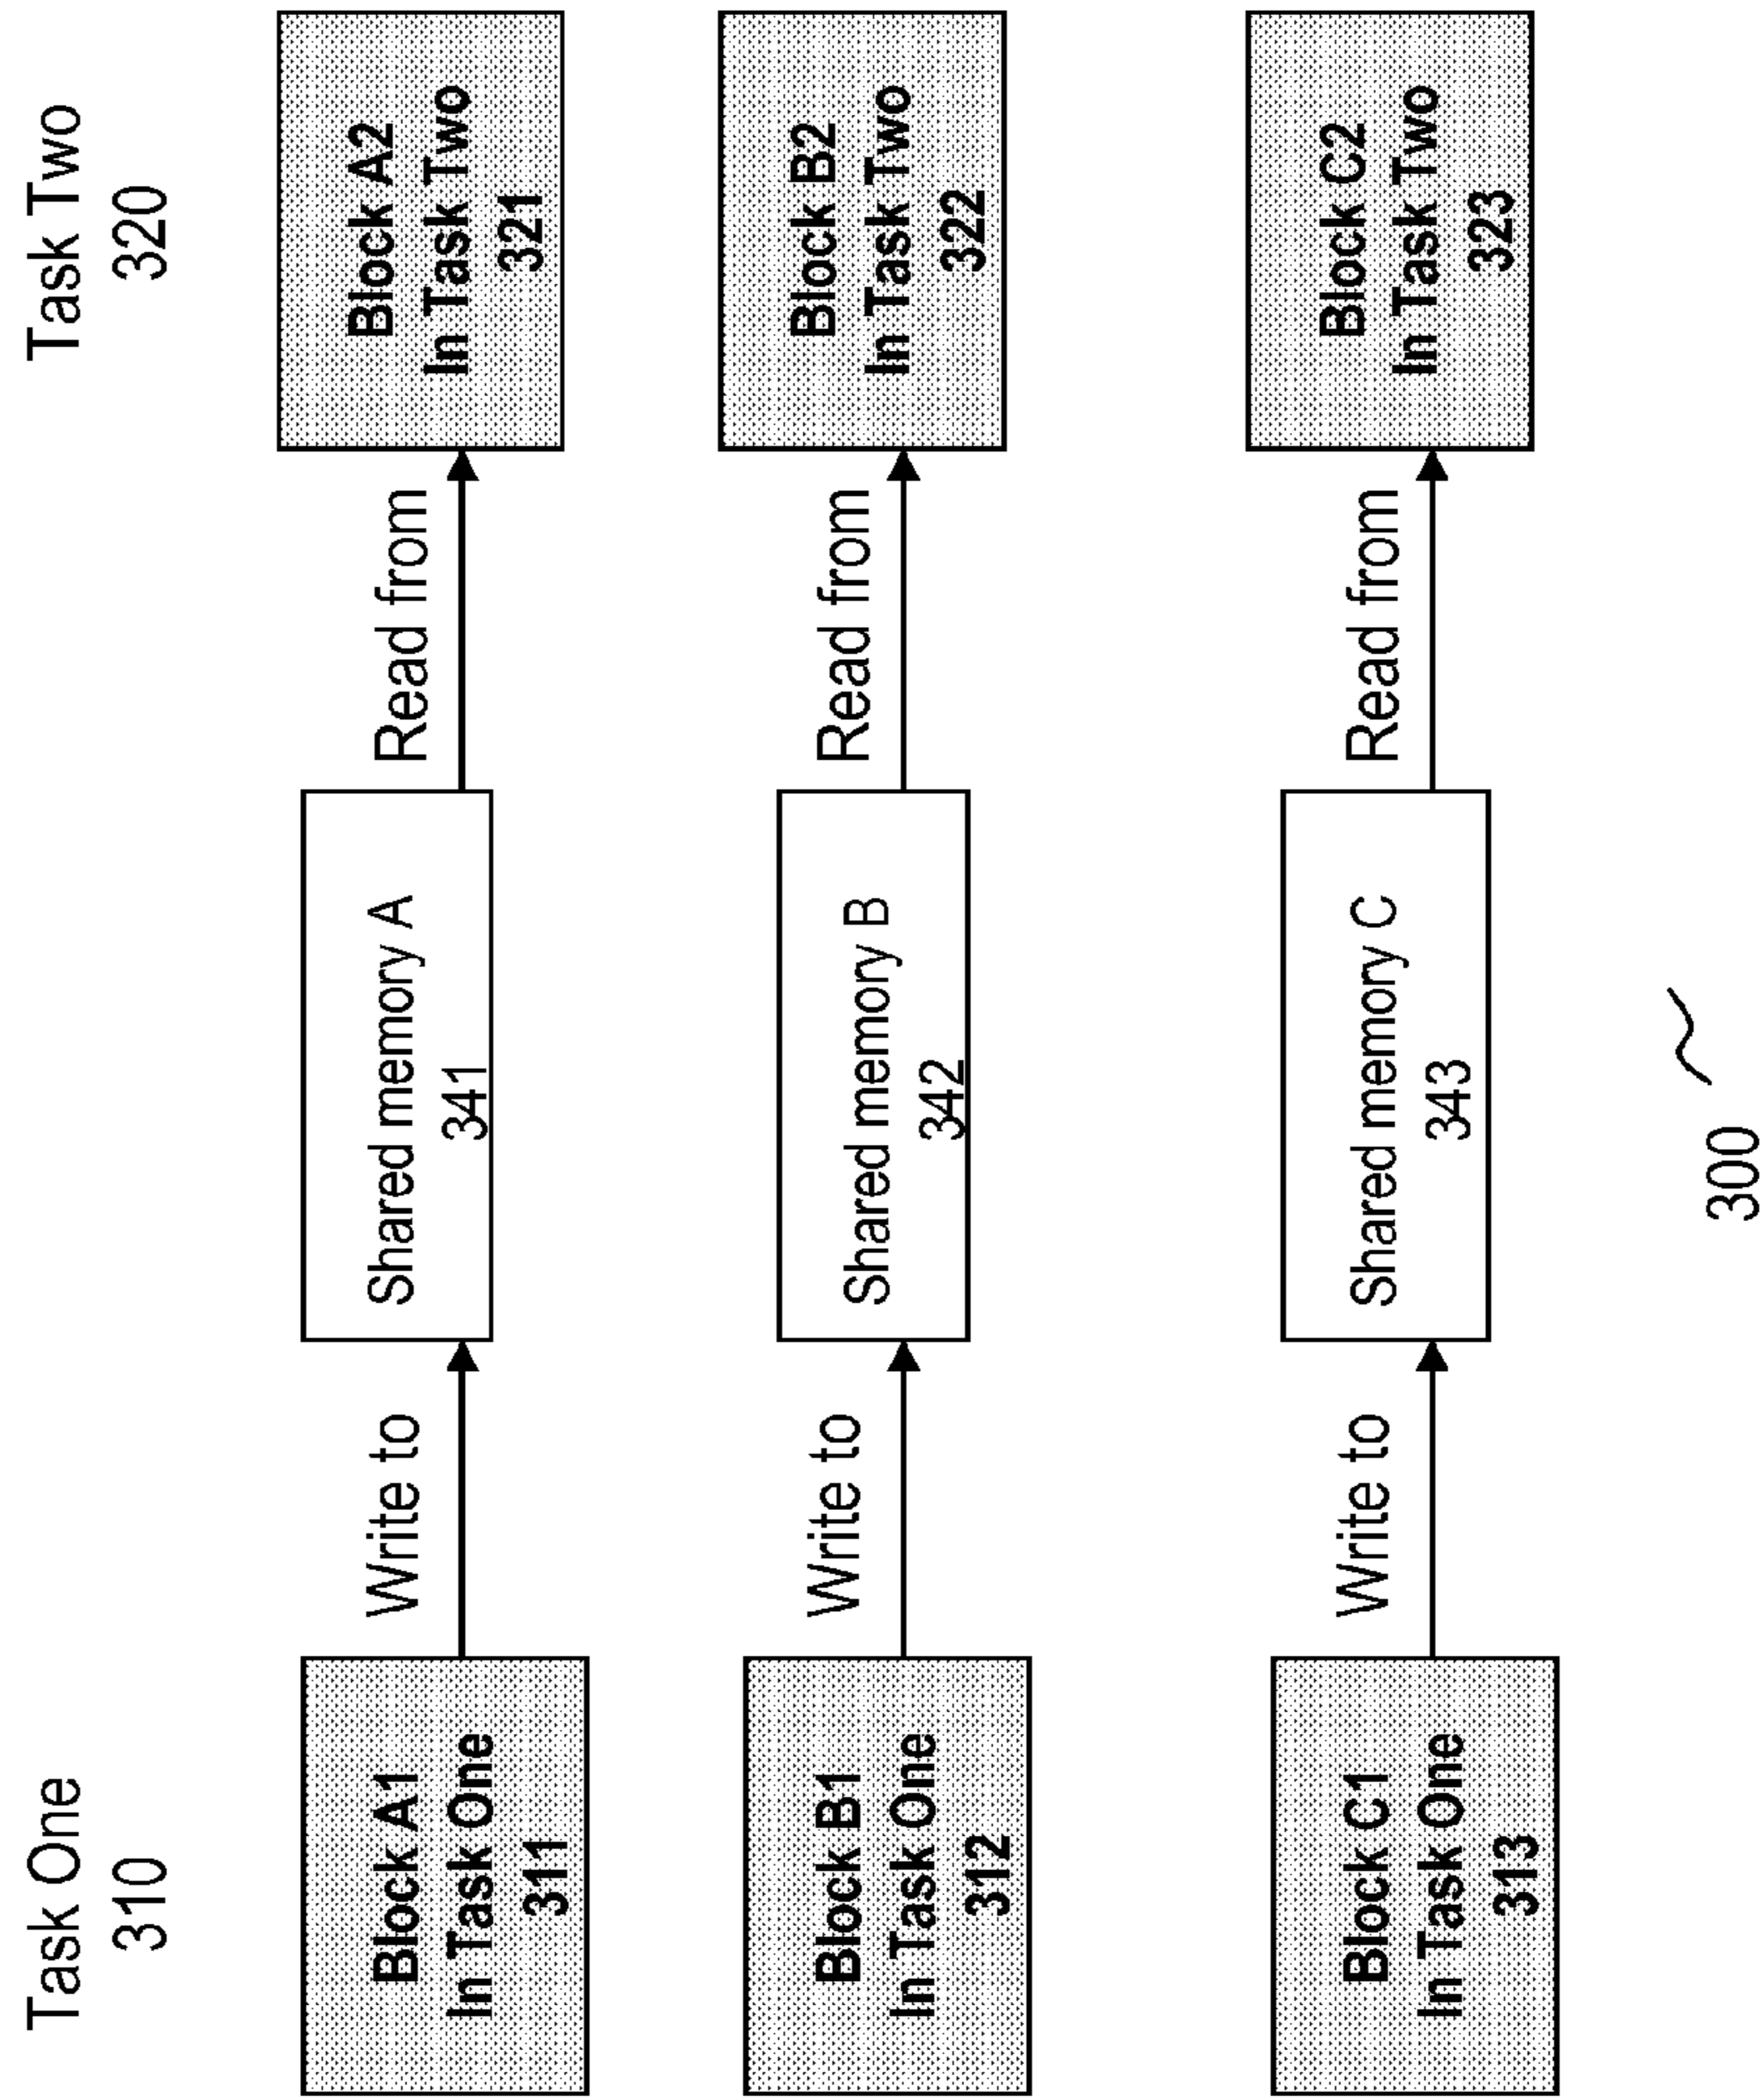 Task One
310
Task Two
320
Block A1
In Task One
311
Write to
Shared memory A
341
Read from
Block A2
In Task Two
321
Block B1
In Task One
312
Write to
Shared memory B
342
Read from
Block B2
In Task Two
322
Block C1
In Task One
313
Write to
Shared memory C
343
Read from
Block C2
In Task Two
323
300